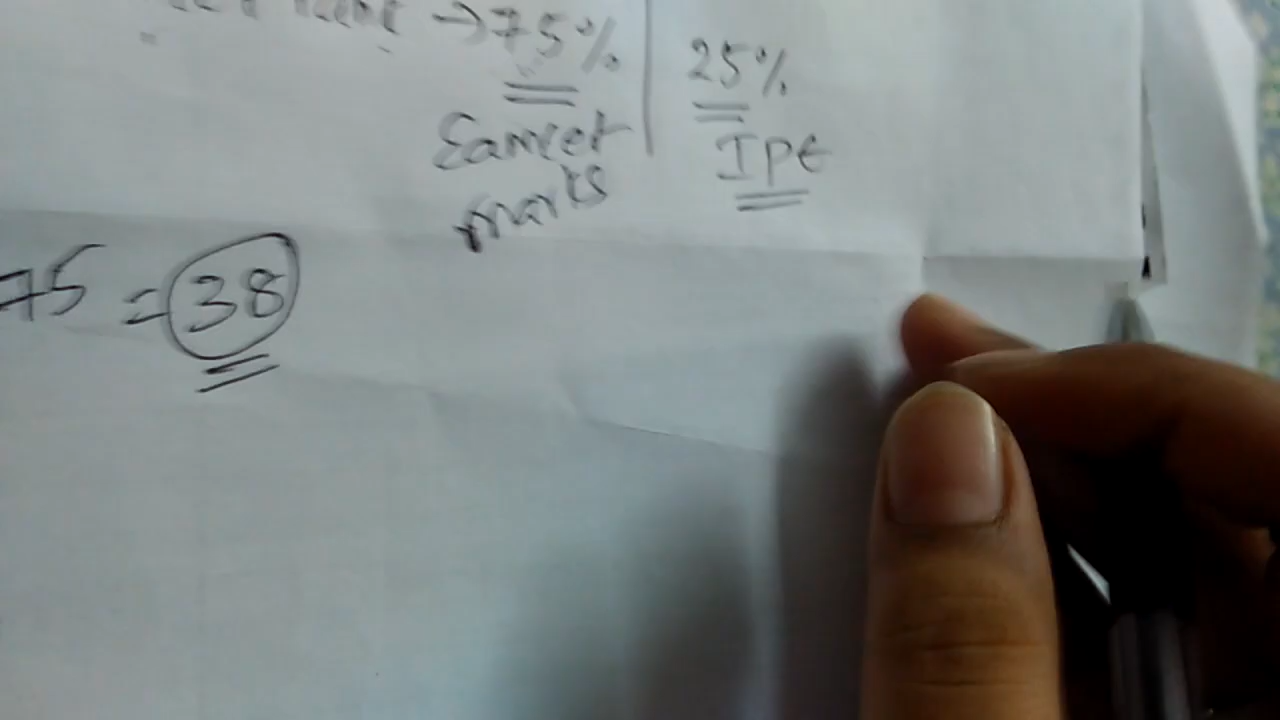 →75% 25%
Eamcet IPE
marks
75 = 38